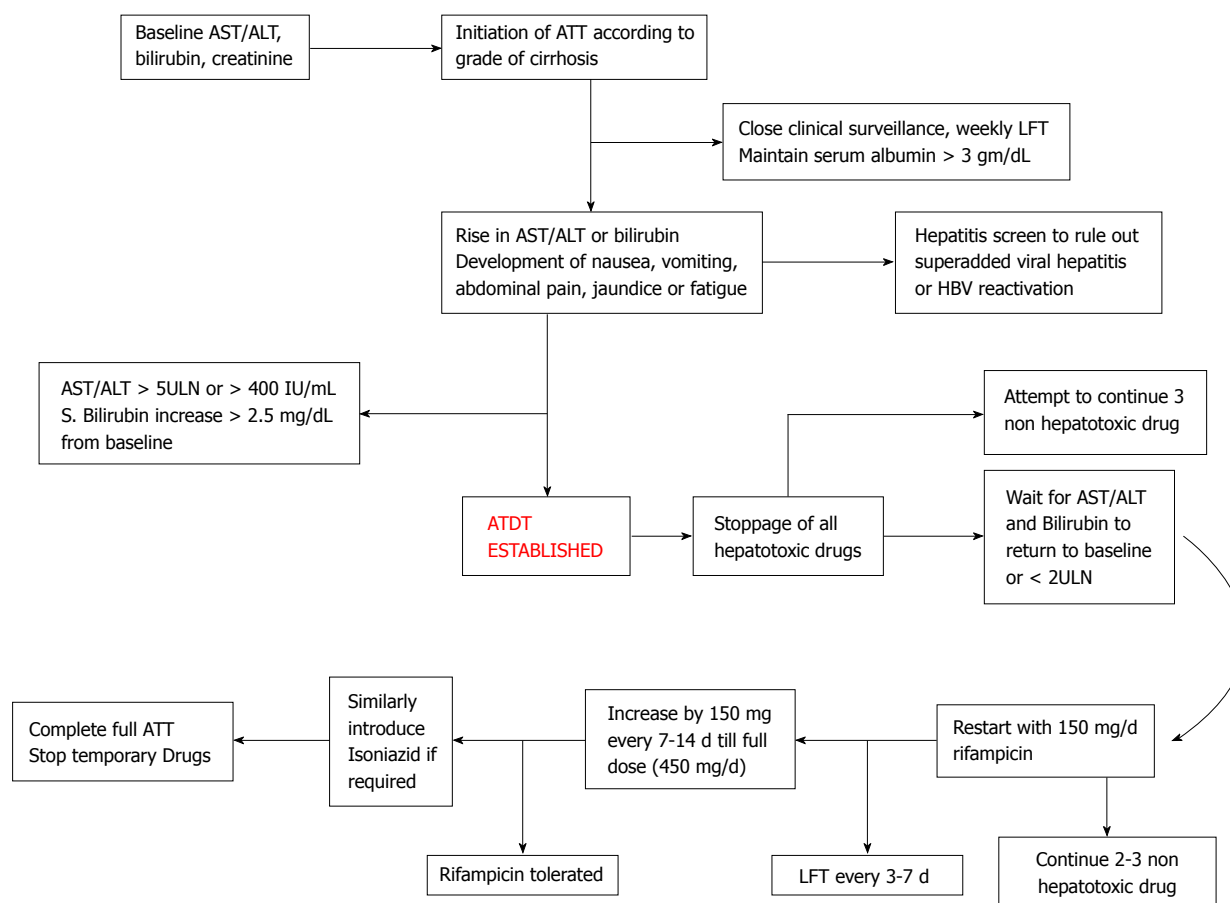 Baseline AST/ALT,
bilirubin, creatinine
Initiation of ATT according to
grade of cirrhosis
Close clinical surveillance, weekly LFT
Maintain serum albumin > 3 gm/dL
Rise in AST/ALT or bilirubin
Development of nausea, vomiting,
abdominal pain, jaundice or fatigue
Hepatitis screen to rule out
superadded viral hepatitis
or HBV reactivation
AST/ALT > 5ULN or > 400 IU/mL
S. Bilirubin increase > 2.5 mg/dL
from baseline
ATDT
ESTABLISHED
Stoppage of all
hepatotoxic drugs
Attempt to continue 3
non hepatotoxic drug
Wait for AST/ALT
and Bilirubin to
return to baseline
or < 2ULN
Restart with 150 mg/d
rifampicin
Continue 2-3 non
hepatotoxic drug
LFT every 3-7 d
Increase by 150 mg
every 7-14 d till full
dose (450 mg/d)
Rifampicin tolerated
Similarly
introduce
Isoniazid if
required
Complete full ATT
Stop temporary Drugs